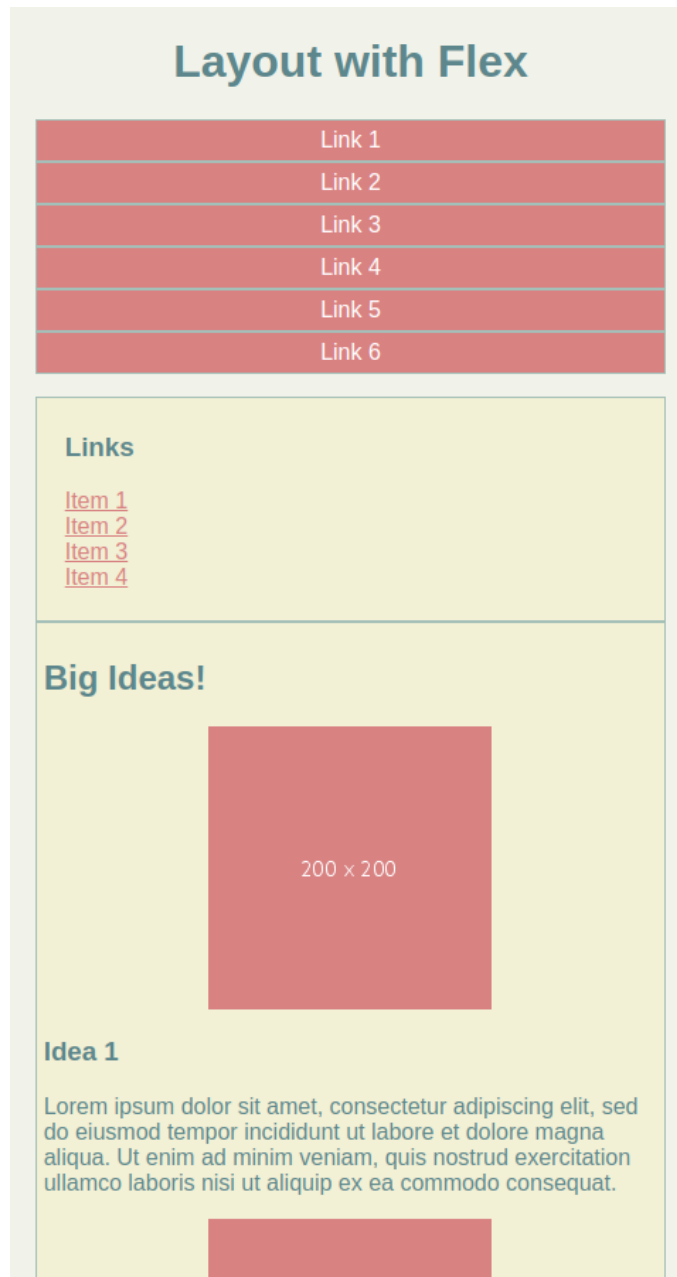 Layout with Flex
Link 1
Link 2
Link 3
Link 4
Link 5
Link 6
Links
Item 1
Item 2
Item 3
Item 4
Big Ideas!
200 x 200
Idea 1
Lorem ipsum dolor sit amet, consectetur adipiscing elit, sed
do eiusmod tempor incididunt ut labore et dolore magna
aliqua. Ut enim ad minim veniam, quis nostrud exercitation
ullamco laboris nisi ut aliquip ex ea commodo consequat.